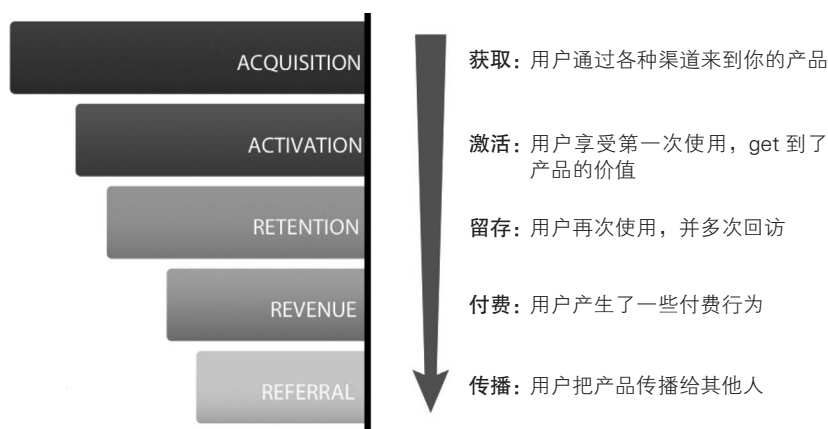 ACQUISITION
获取：用户通过各种渠道来到你的产品
ACTIVATION
激活：用户享受第一次使用，get 到了
产品的价值
RETENTION
留存：用户再次使用，并多次回访
REVENUE
付费：用户产生了一些付费行为
REFERRAL
传播：用户把产品传播给其他人